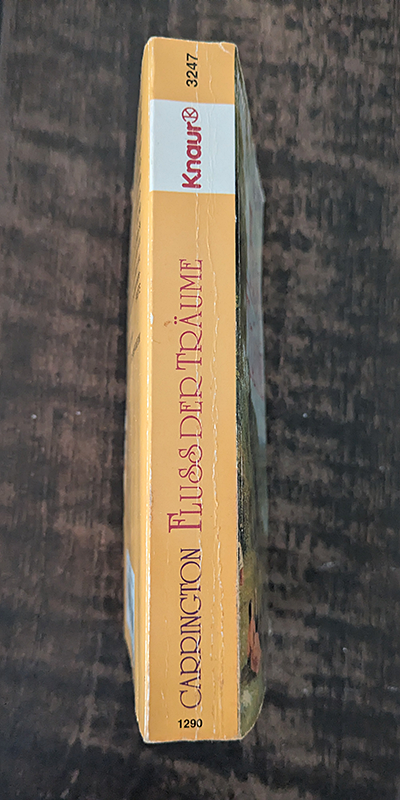 1290
CARRINGTON FLUSS DER TRÄUME
Knaur®
3247